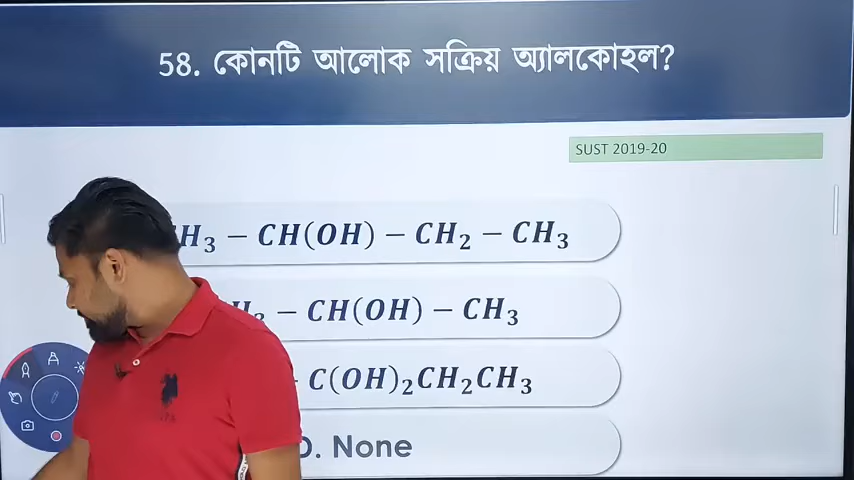 58. কোনটি আলোক সক্রিয় অ্যালকোহল?
SUST 2019-20
H₃ – CH(OH) – CH₂ – CH₃
– CH(OH) – CH₃
C(OH)₂CH₂CH₃
D. None